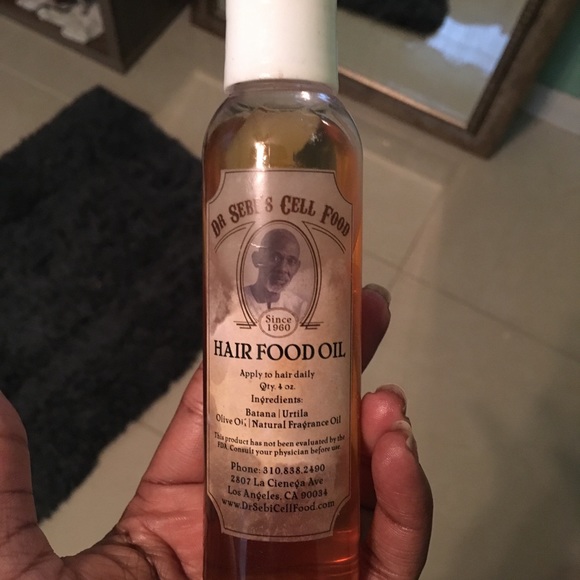 DR SEBI'S CELL FOOD
Since
1960
HAIR FOOD OIL
Apply to hair daily
Qty. 4 oz.
Ingredients:
Batana | Urtila
Olive Oil | Natural Fragrance Oil
This product has not been evaluated by the
FDA. Consult your physician before use.
Phone: 310.838.2490
2807 La Cienega Ave
Los Angeles, CA 90034
www.DrSebiCellFood.com